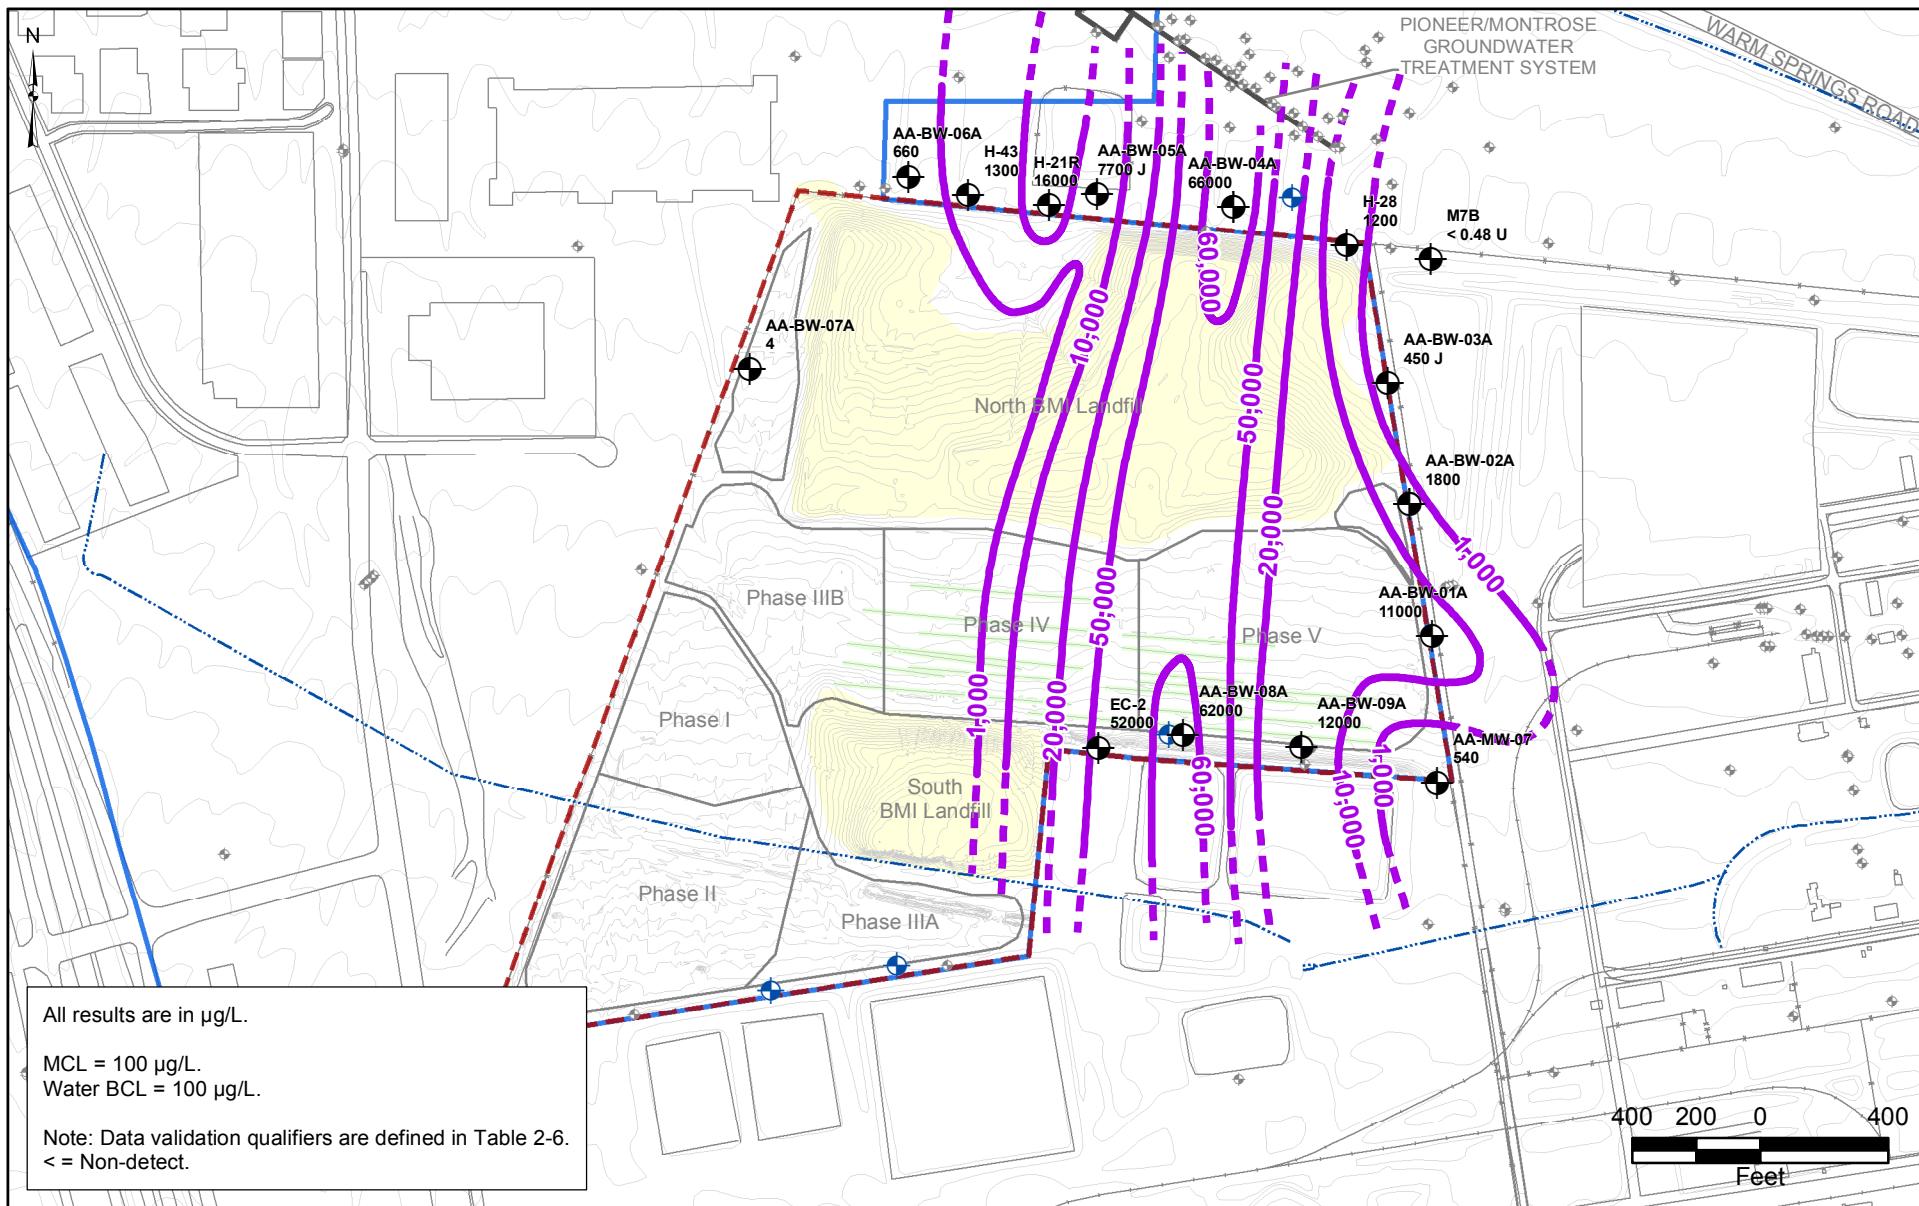 N
PIONEER/MONTROSE
GROUNDWATER
TREATMENT SYSTEM
WARM SPRINGS ROAD
AA-BW-06A
660
H-43
1300
H-21R
16000
AA-BW-05A
7700 J
AA-BW-04A
66000
H-28
1200
M7B
< 0.48 U
60,000
10,000
AA-BW-07A
4
AA-BW-03A
450 J
North BMI Landfill
50,000
AA-BW-02A
1800
20,000
1,000
AA-BW-01A
11000
Phase IIIB
Phase IV
50,000
Phase V
1,000
20,000
Phase I
EC-2
52000
AA-BW-08A
62000
AA-BW-09A
12000
AA-MW-07
540
South
BMI Landfill
60,000
10,000
1,000
Phase II
Phase IIIA
All results are in µg/L.
MCL = 100 µg/L.
Water BCL = 100 µg/L.
Note: Data validation qualifiers are defined in Table 2-6.
< = Non-detect.
400 200 0 400
Feet